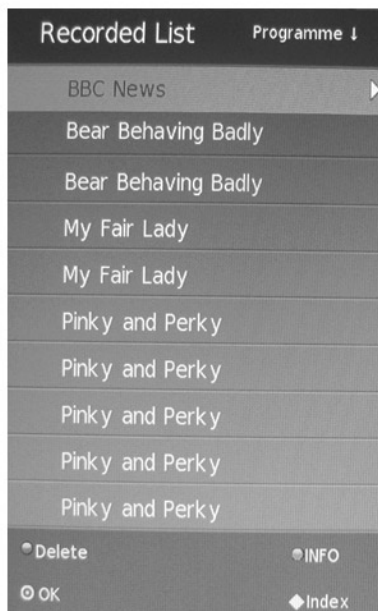 Recorded List Programme ↓
BBC News
Bear Behaving Badly
Bear Behaving Badly
My Fair Lady
My Fair Lady
Pinky and Perky
Pinky and Perky
Pinky and Perky
Pinky and Perky
Pinky and Perky
Delete INFO
OK Index